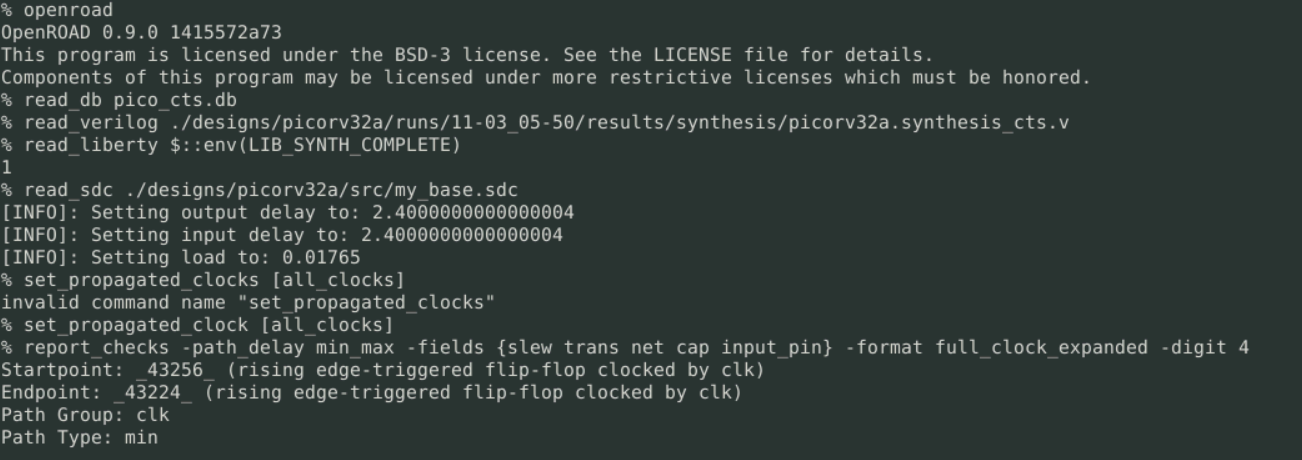 % openroad
OpenROAD 0.9.0 1415572a73
This program is licensed under the BSD-3 license. See the LICENSE file for details.
Components of this program may be licensed under more restrictive licenses which must be honored.
% read_db pico_cts.db
% read_verilog ./designs/picorv32a/runs/11-03_05-50/results/synthesis/picorv32a.synthesis_cts.v
% read_liberty $::env(LIB_SYNTH_COMPLETE)
1
% read_sdc ./designs/picorv32a/src/my_base.sdc
[INFO]: Setting output delay to: 2.4000000000000004
[INFO]: Setting input delay to: 2.4000000000000004
[INFO]: Setting load to: 0.01765
% set_propagated_clocks [all_clocks]
invalid command name "set_propagated_clocks"
% set_propagated_clock [all_clocks]
% report_checks -path_delay min_max -fields {slew trans net cap input_pin} -format full_clock_expanded -digit 4
Startpoint: _43256_ (rising edge-triggered flip-flop clocked by clk)
Endpoint: _43224_ (rising edge-triggered flip-flop clocked by clk)
Path Group: clk
Path Type: min